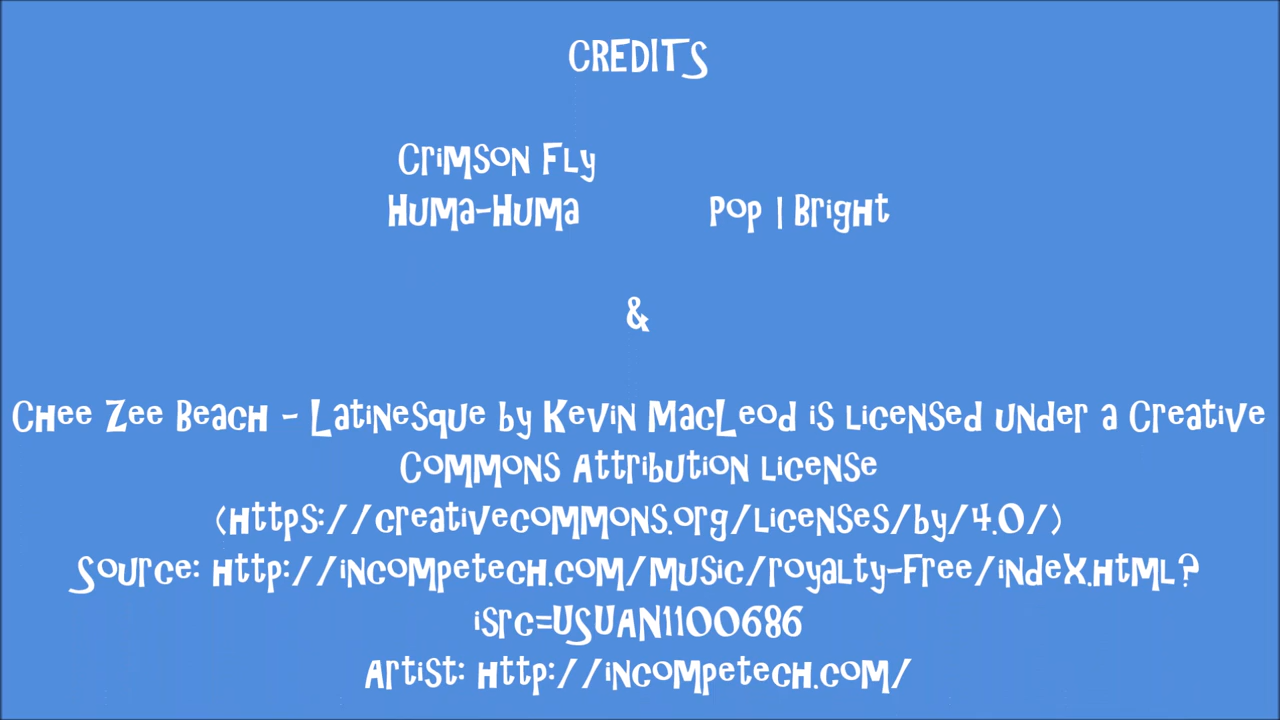 CREDITS
Crimson Fly
Huma-Huma Pop | Bright
&
Chee Zee Beach - Latinesque by Kevin MacLeod is licensed under a Creative
Commons Attribution license
(https://creativecommons.org/licenses/by/4.0/)
Source: http://incompetech.com/music/royalty-free/index.html?
isrc=USUAN1100686
Artist: http://incompetech.com/